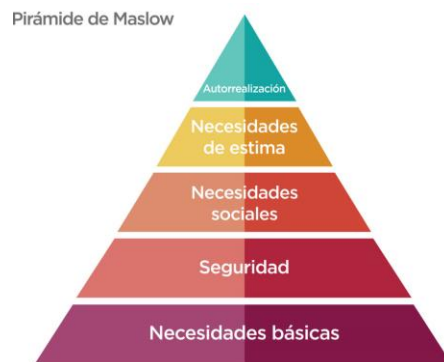 Pirámide de Maslow
Autorrealización
Necesidades
de estima
Necesidades
sociales
Seguridad
Necesidades básicas